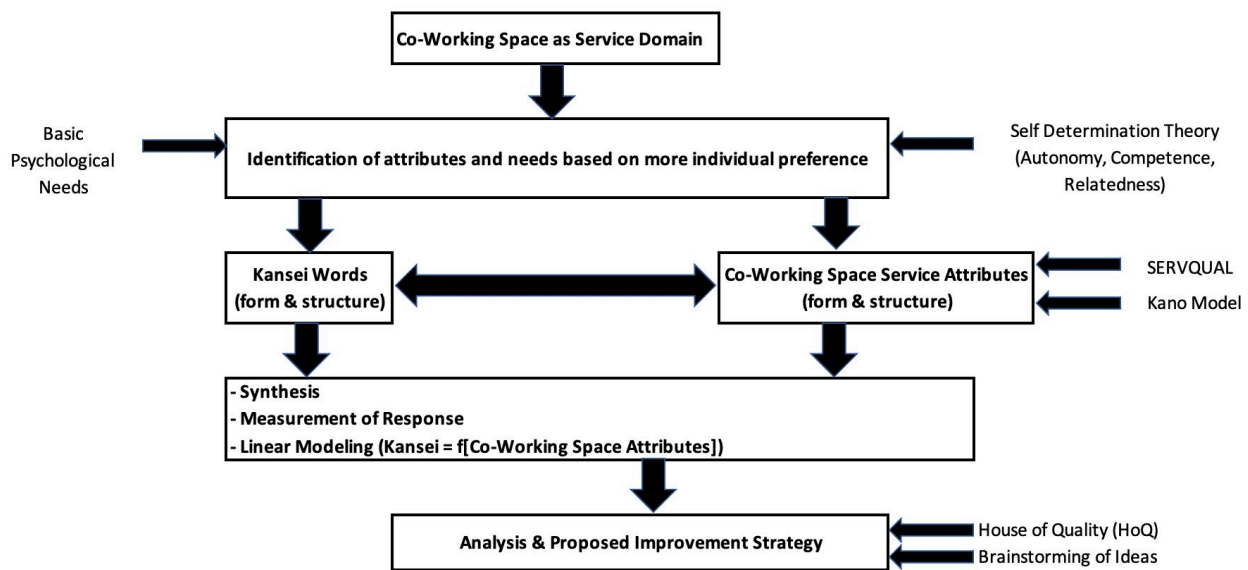 Co-Working Space as Service Domain
Basic
Psychological
Needs
Identification of attributes and needs based on more individual preference
Self Determination Theory
(Autonomy, Competence,
Relatedness)
Kansei Words
(form & structure)
Co-Working Space Service Attributes
(form & structure)
SERVQUAL
Kano Model
- Synthesis
- Measurement of Response
- Linear Modeling (Kansei = f[Co-Working Space Attributes])
Analysis & Proposed Improvement Strategy
House of Quality (HoQ)
Brainstorming of Ideas